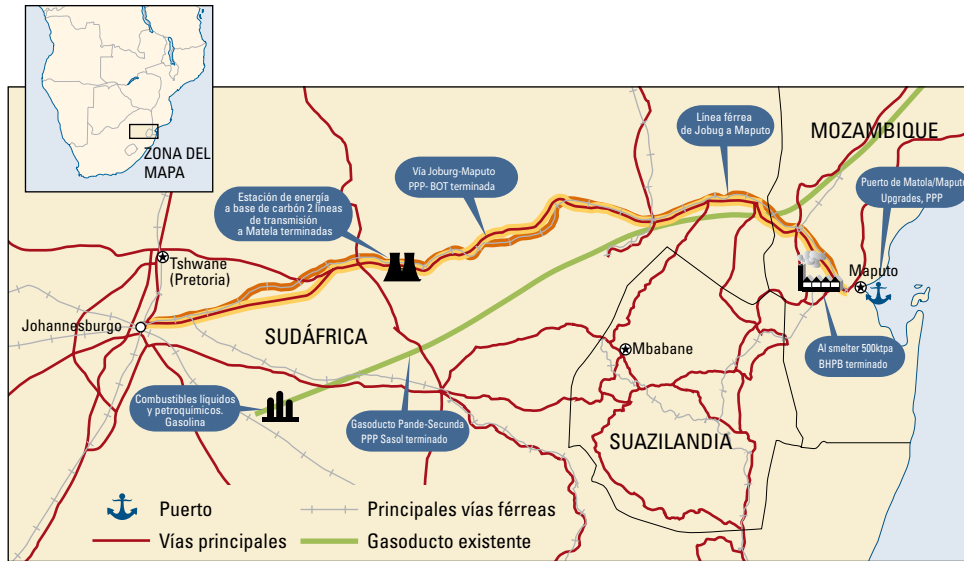 ZONA DEL
MAPA
MOZAMBIQUE
Línea férrea
de Jobug a Maputo
Vía Joburg-Maputo
PPP- BOT terminada
Puerto de Matola/Maputo
Upgrades, PPP
Estación de energía
a base de carbón 2 líneas
de transmisión
a Matela terminadas
Tshwane
(Pretoria)
Maputo
Johannesburgo
SUDÁFRICA
Mbabane
Al smelter 500ktpa
BHPB terminado
Combustibles líquidos
y petroquímicos.
Gasolina
Gasoducto Pande-Secunda
PPP Sasol terminado
SUAZILANDIA
Puerto
Principales vías férreas
Vías principales
Gasoducto existente